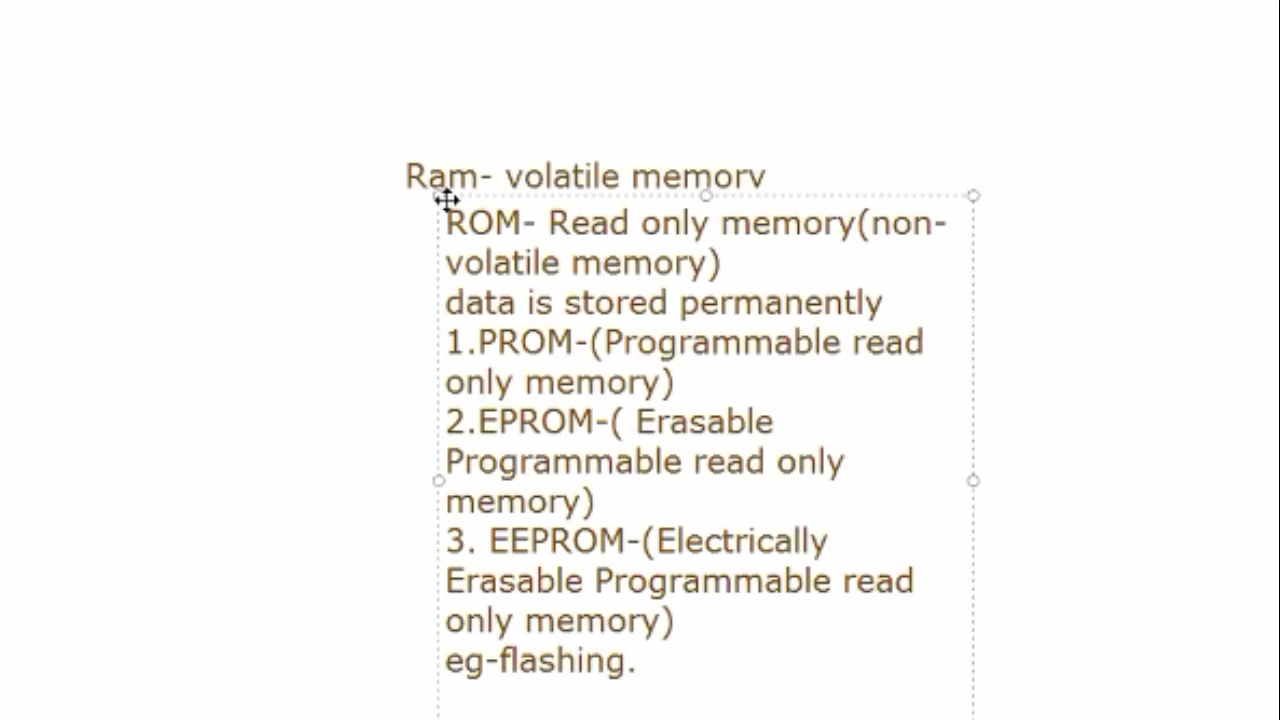 Ram- volatile memory
ROM- Read only memory(non-
volatile memory)
data is stored permanently
1.PROM-(Programmable read
only memory)
2.EPROM-( Erasable
Programmable read only
memory)
3. EEPROM-(Electrically
Erasable Programmable read
only memory)
eg-flashing.